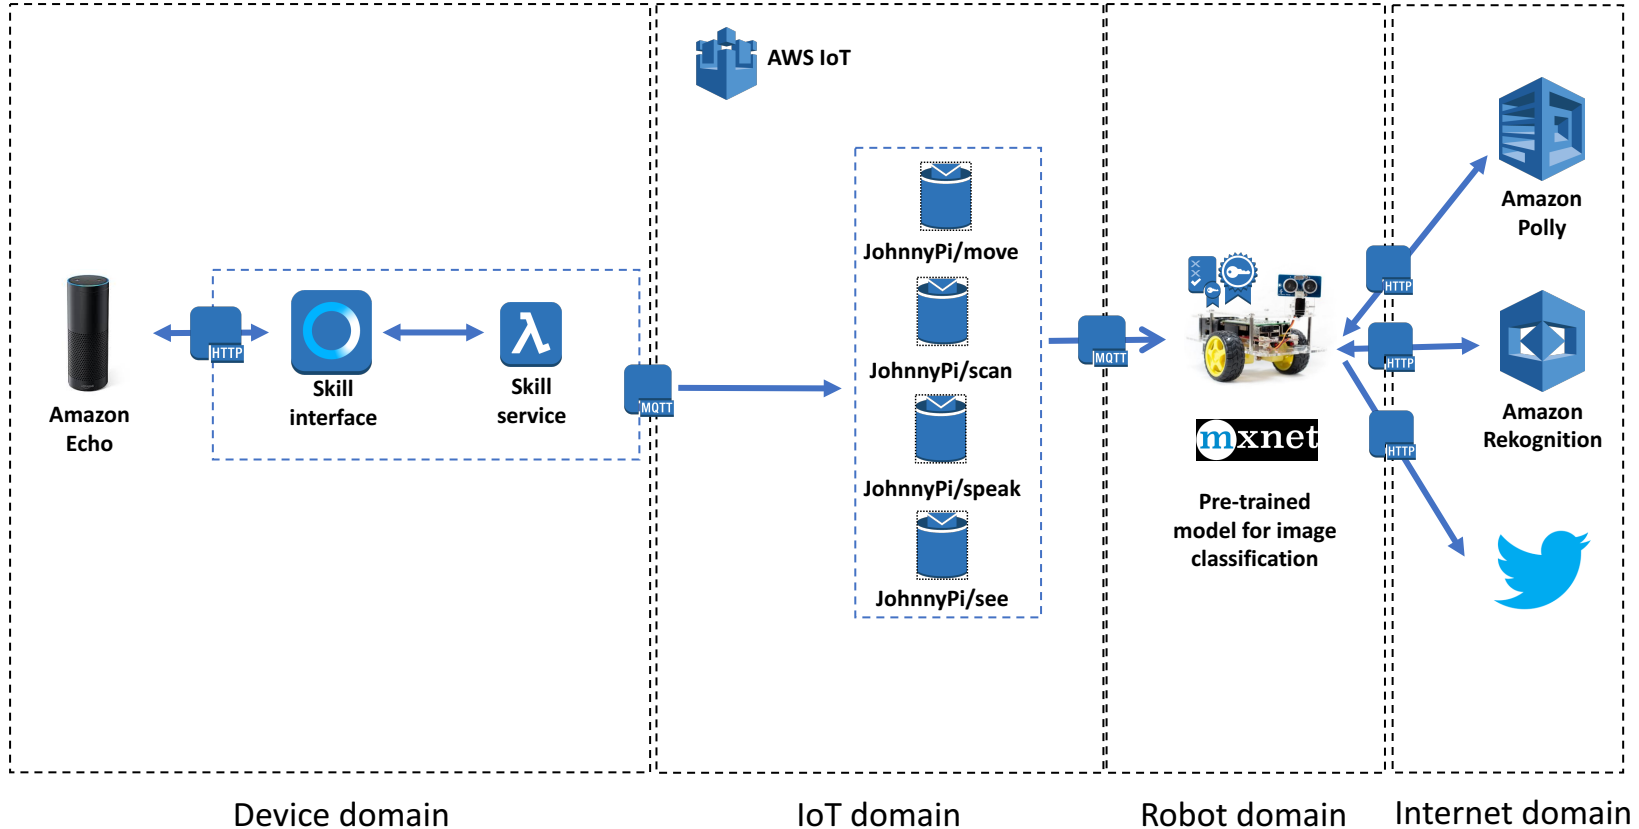 AWS IoT
Amazon
Echo
HTTP
Skill
interface
λ
Skill
service
MQTT
JohnnyPi/move
JohnnyPi/scan
JohnnyPi/speak
JohnnyPi/see
MQTT
mxnet
Pre-trained
model for image
classification
HTTP
HTTP
HTTP
Amazon
Polly
Amazon
Rekognition
Device domain
IoT domain
Robot domain
Internet domain